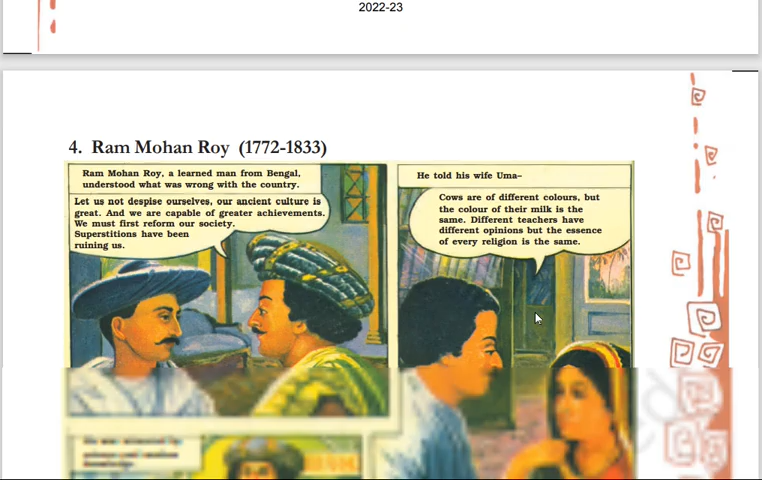 2022-23
4. Ram Mohan Roy (1772-1833)
Ram Mohan Roy, a learned man from Bengal,
understood what was wrong with the country.
Let us not despise ourselves, our ancient culture is
great. And we are capable of greater achievements.
We must first reform our society.
Superstitions have been
ruining us.
He told his wife Uma–
Cows are of different colours, but
the colour of their milk is the
same. Different teachers have
different opinions but the essence
of every religion is the same.